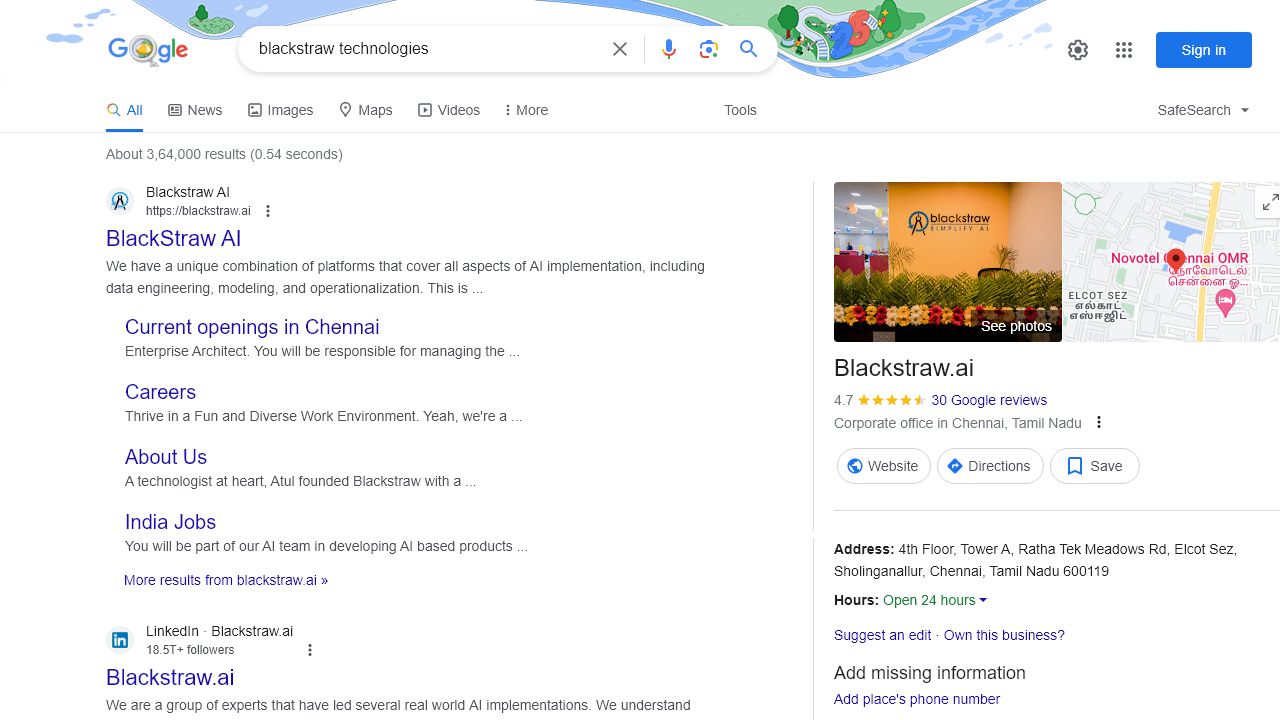 Google
blackstraw technologies
Sign in
All
News
Images
Maps
Videos
More
Tools
SafeSearch
About 3,64,000 results (0.54 seconds)
Blackstraw AI
https://blackstraw.ai
BlackStraw AI
We have a unique combination of platforms that cover all aspects of AI implementation, including
data engineering, modeling, and operationalization. This is ...
Current openings in Chennai
Enterprise Architect. You will be responsible for managing the ...
Careers
Thrive in a Fun and Diverse Work Environment. Yeah, we're a ...
About Us
A technologist at heart, Atul founded Blackstraw with a ...
India Jobs
You will be part of our AI team in developing AI based products ...
More results from blackstraw.ai »
LinkedIn · Blackstraw.ai
18.5T+ followers
Blackstraw.ai
We are a group of experts that have led several real world AI implementations. We understand
blackstraw
SIMPLIFY AI
See photos
Novotel Chennai OMR
நோவோடெல்
சென்னை ஓ...
ELCOT SEZ
எல்காட்
எஸ்ஈஜிட்
Blackstraw.ai
4.7
30 Google reviews
Corporate office in Chennai, Tamil Nadu
Website
Directions
Save
Address: 4th Floor, Tower A, Ratha Tek Meadows Rd, Elcot Sez,
Sholinganallur, Chennai, Tamil Nadu 600119
Hours: Open 24 hours
Suggest an edit · Own this business?
Add missing information
Add place's phone number